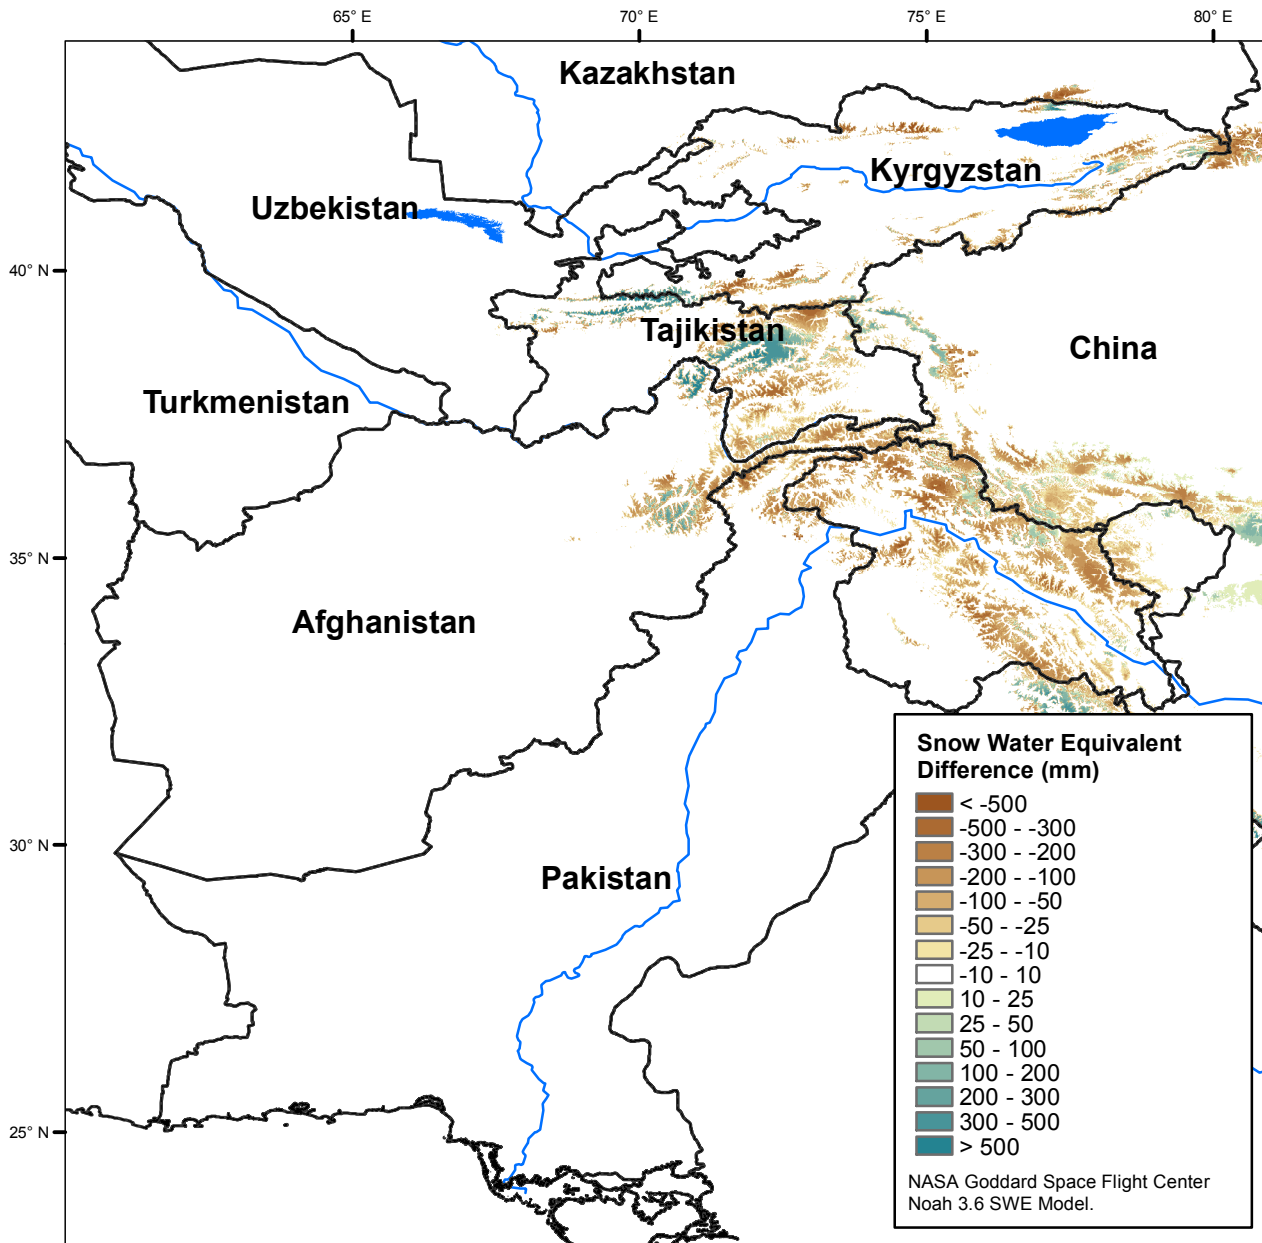 65° E
70° E
75° E
80° E
Kazakhstan
Kyrgyzstan
Uzbekistan
40° N
Tajikistan
China
Turkmenistan
35° N
Afghanistan
30° N
Pakistan
25° N
Snow Water Equivalent
Difference (mm)
< -500
-500 - -300
-300 - -200
-200 - -100
-100 - -50
-50 - -25
-25 - -10
-10 - 10
10 - 25
25 - 50
50 - 100
100 - 200
200 - 300
300 - 500
> 500
NASA Goddard Space Flight Center
Noah 3.6 SWE Model.